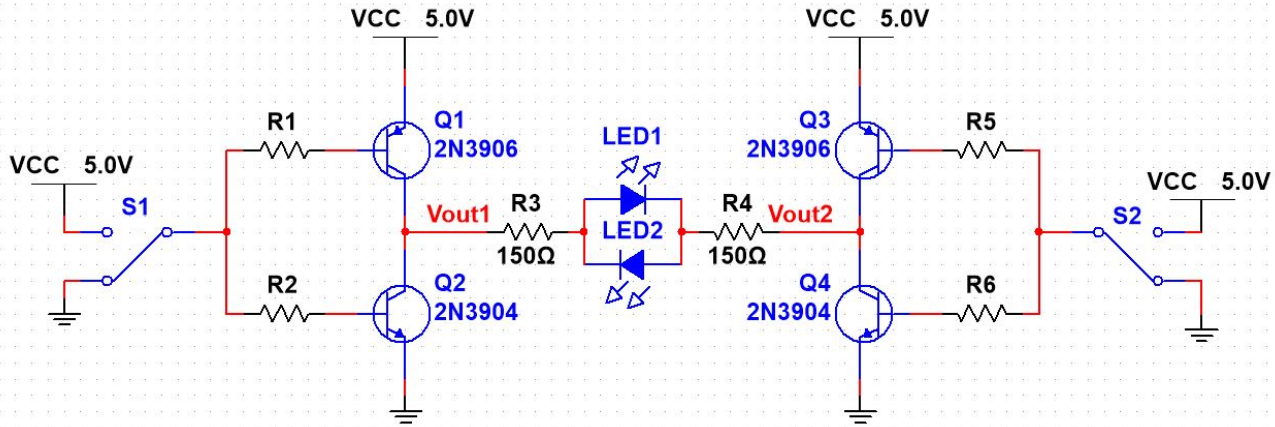 VCC 5.0V
VCC 5.0V
R1
Q1
2N3906
LED1
Q3
2N3906
R5
VCC 5.0V
S1
VCC 5.0V
S2
Vout1
R3
150Ω
LED2
R4
150Ω
Vout2
R2
Q2
2N3904
Q4
2N3904
R6